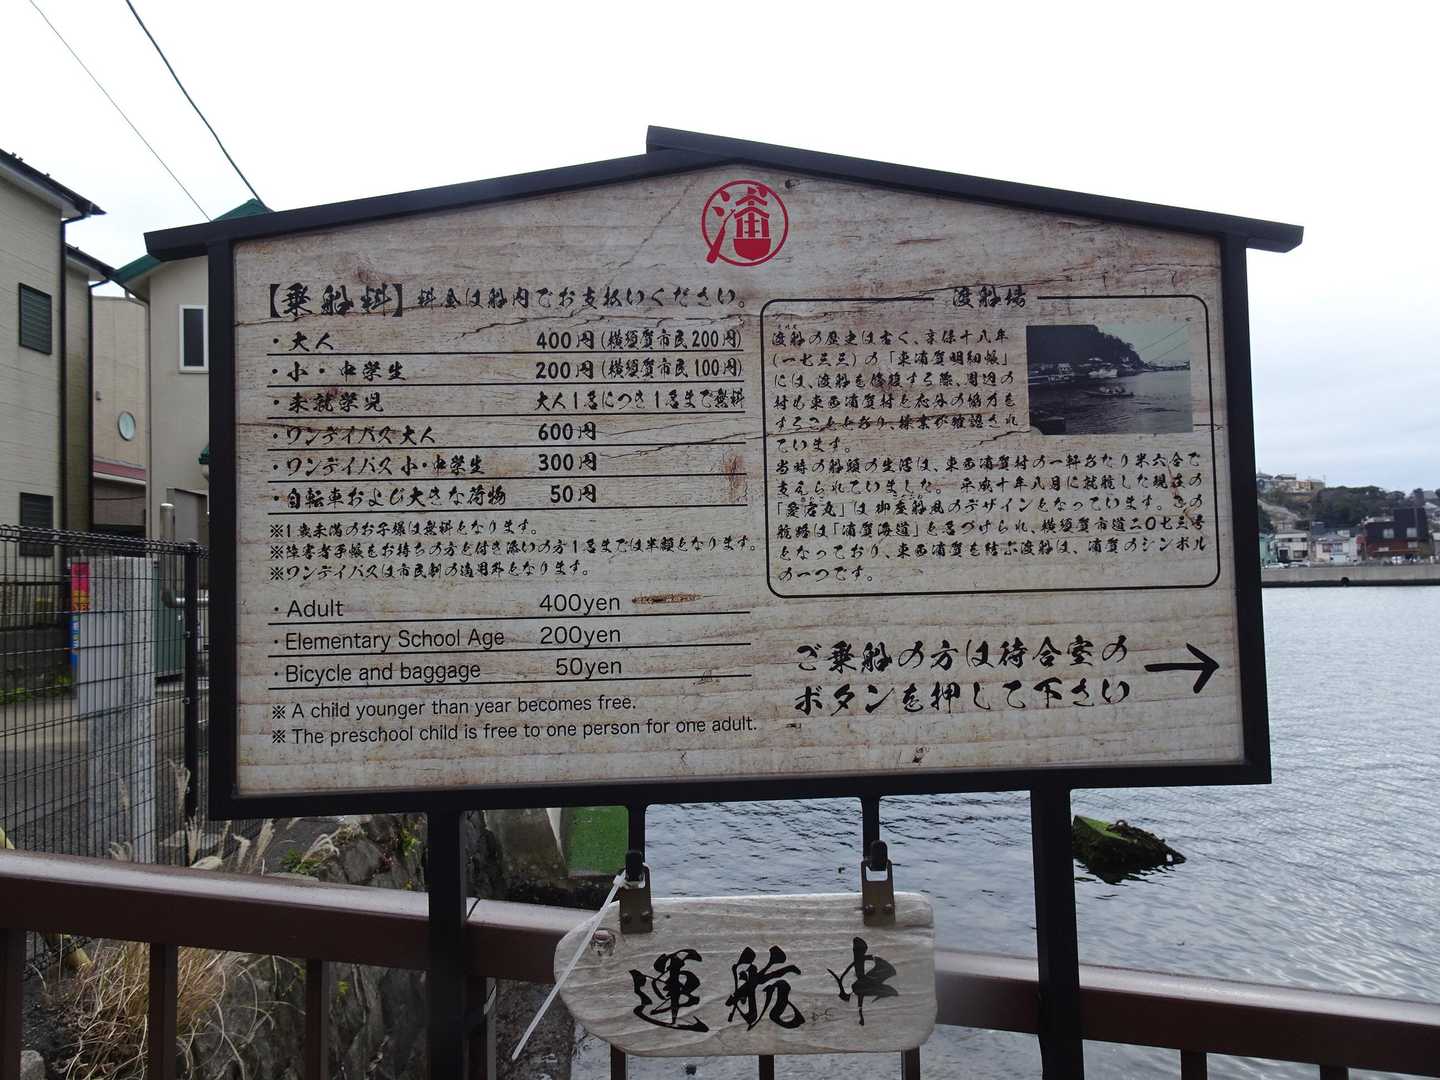 【乗船料】料金は船内でお支払いください。
・大人 400円(横須賀市民200円)
・小・中学生 200円(横須賀市民100円)
・未就学児 大人1名につき1名まで無料
・ワンデイパス大人 600円
・ワンデイパス小・中学生 300円
・自転車および大きな荷物 50円
※1歳未満のお子様は無料となります。
※障害者手帳をお持ちの方と付き添いの方1名までは半額となります。
※ワンデイパスは市民割の適用外となります。
・Adult 400yen
・Elementary School Age 200yen
・Bicycle and baggage 50yen
※ A child younger than year becomes free.
※ The preschool child is free to one person for one adult.
渡船場
渡船の歴史は古く、享保十八年
(一七三三)の「東浦賀明細帳」
には、渡船を修復する際、周辺の
村も東西浦賀村と応分の協力を
することとあり、操業が確認され
ています。
当時の船頭の生活は、東西浦賀村の一軒あたり米六合で
支えられていました。平成十年八月に就航した現在の
「愛宕丸」は御座船風のデザインとなっています。この
航路は「浦賀海道」と名づけられ、横須賀市道二〇七三号
となっており、東西浦賀を結ぶ渡船は、浦賀のシンボル
の一つです。
ご乗船の方は待合室の
ボタンを押して下さい
運航中